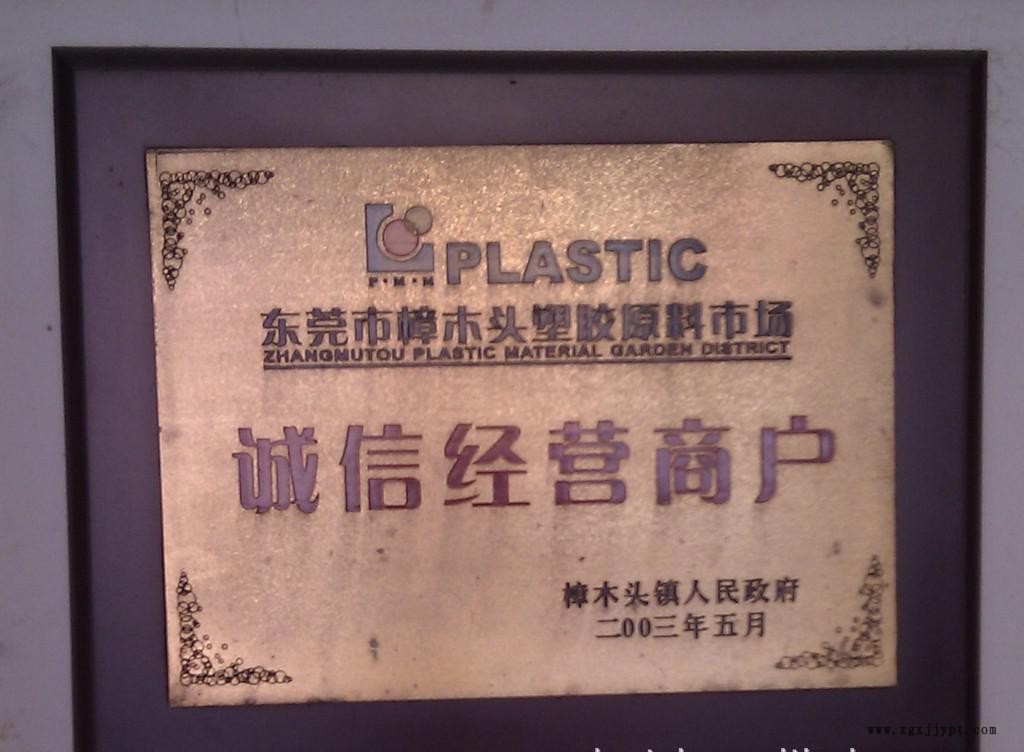 PLASTIC
P·M·M
东莞市樟木头塑胶原料市场
ZHANGMUTOU PLASTIC MATERIAL GARDEN DISTRICT
诚信经营商户
樟木头镇人民政府
二00三年五月
www.zgxjjypt.com